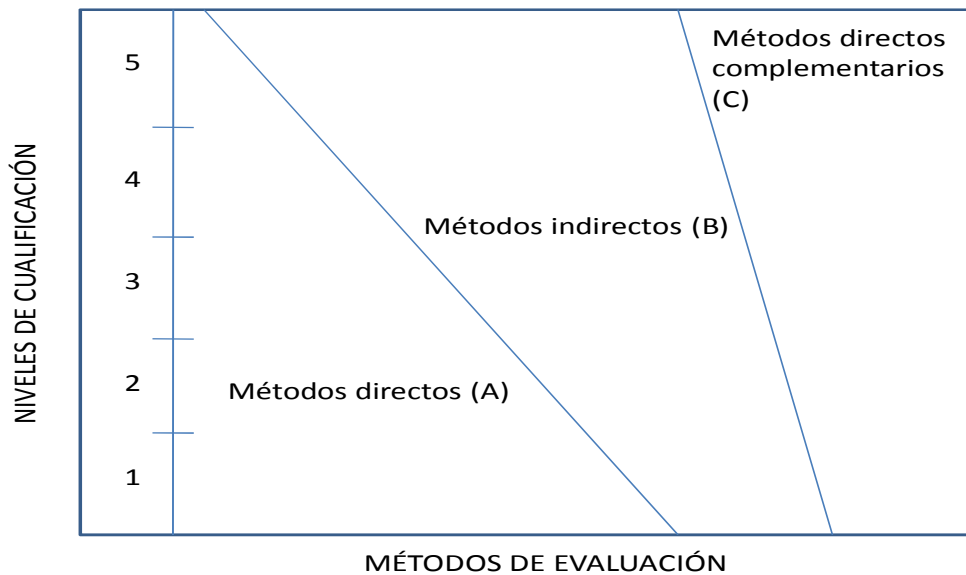 NIVELES DE CUALIFICACIÓN
5
4
3
2
1
Métodos directos
complementarios
(C)
Métodos indirectos (B)
Métodos directos (A)
MÉTODOS DE EVALUACIÓN